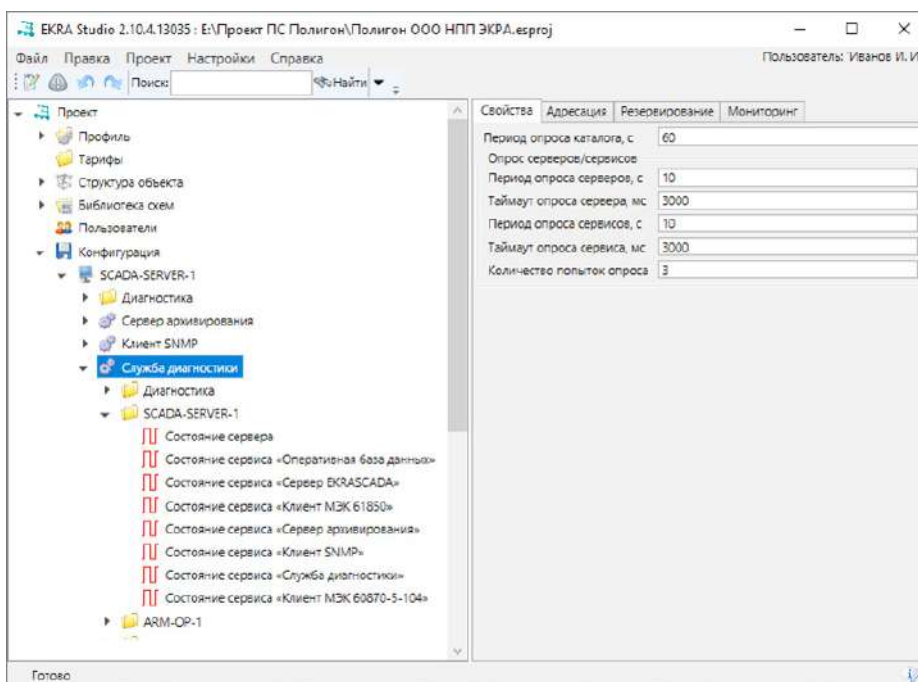 EKRA Studio 2.10.4.13035 : E:\Проект ПС Полигон\Полигон ООО НПП ЭКРА.esproj
Файл Правка Проект Настройки Справка
Пользователь: Иванов И. И
Поиск: Найти
Проект
Профиль
Тарифы
Структура объекта
Библиотека схем
Пользователи
Конфигурация
SCADA-SERVER-1
Диагностика
Сервер архивирования
Клиент SNMP
Служба диагностики
Диагностика
SCADA-SERVER-1
Состояние сервера
Состояние сервиса «Оперативная база данных»
Состояние сервиса «Сервер EKRASCADA»
Состояние сервиса «Клиент МЭК 61850»
Состояние сервиса «Сервер архивирования»
Состояние сервиса «Клиент SNMP»
Состояние сервиса «Служба диагностики»
Состояние сервиса «Клиент МЭК 60870-5-104»
ARM-OP-1
Свойства Адресация Резервирование Мониторинг
Период опроса каталога, с 60
Опрос серверов/сервисов
Период опроса серверов, с 10
Таймаут опроса сервера, мс 3000
Период опроса сервисов, с 10
Таймаут опроса сервиса, мс 3000
Количество попыток опроса 3
Готово